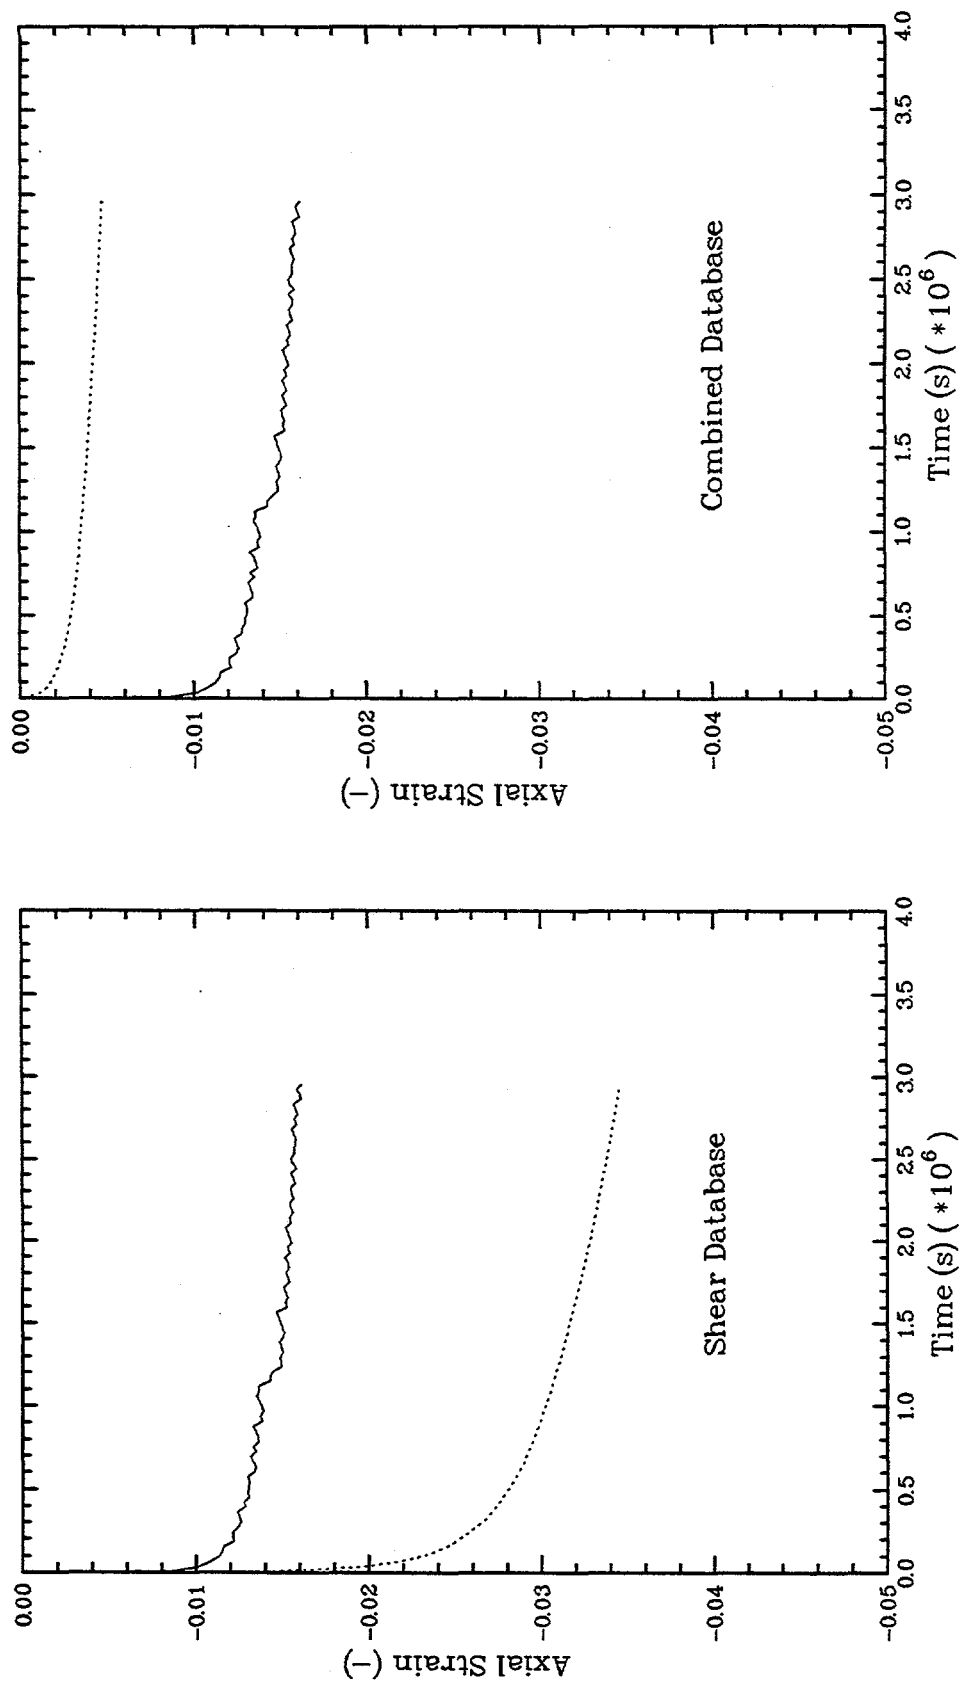 0.00
−0.01
−0.02
−0.03
−0.04
−0.05
Axial Strain (−)
0.0 0.5 1.0 1.5 2.0 2.5 3.0 3.5 4.0
Time (s) ( *10⁶ )
Shear Database
0.00
−0.01
−0.02
−0.03
−0.04
−0.05
Axial Strain (−)
0.0 0.5 1.0 1.5 2.0 2.5 3.0 3.5 4.0
Time (s) ( *10⁶ )
Combined Database